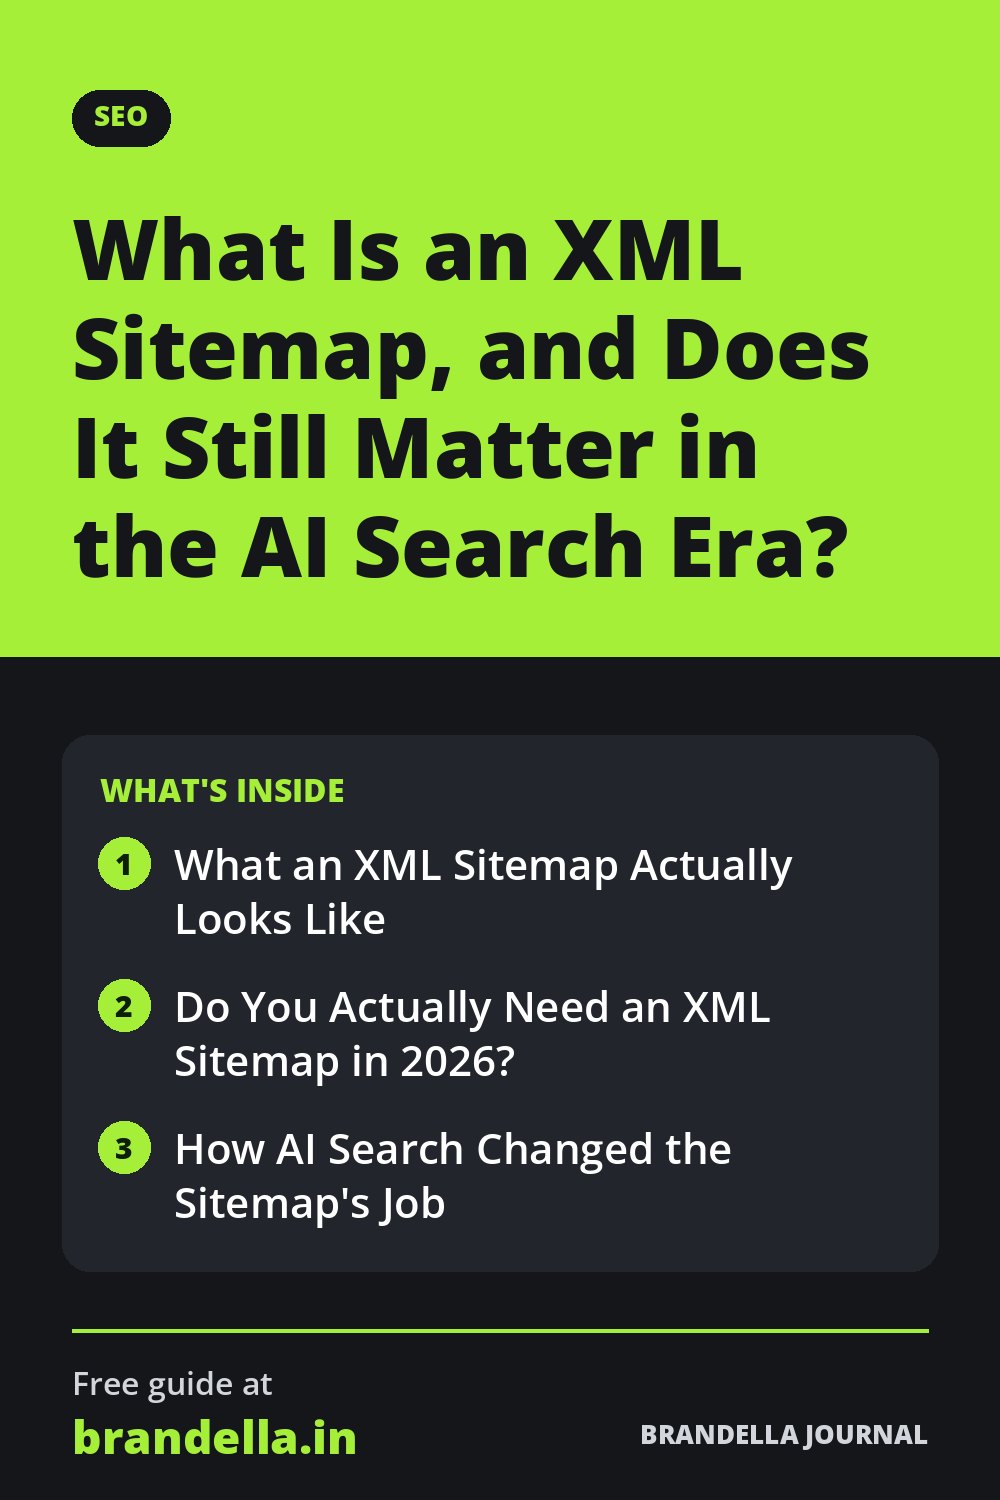 SEO
What Is an XML
Sitemap, and Does
It Still Matter in
the AI Search Era?
WHAT'S INSIDE
1 What an XML Sitemap Actually
Looks Like
2 Do You Actually Need an XML
Sitemap in 2026?
3 How AI Search Changed the
Sitemap's Job
Free guide at
brandella.in
BRANDELLA JOURNAL